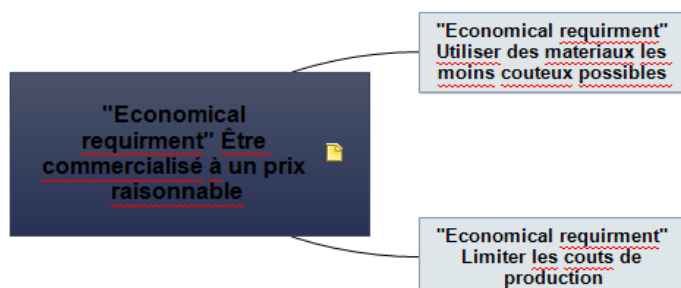 "Economical requirment"
Utiliser des materiaux les
moins couteux possibles
"Economical
requirment" Être
commercialisé à un prix
raisonnable
"Economical requirment"
Limiter les couts de
production